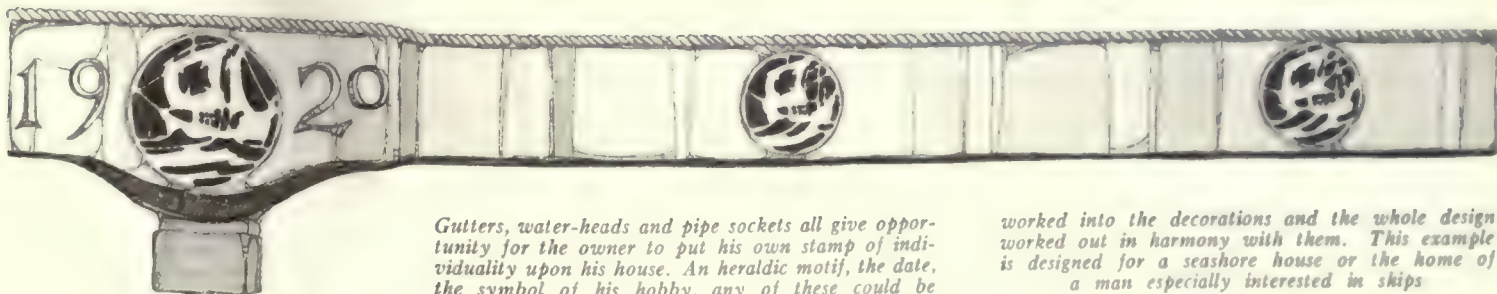 19 20
Gutters, water-heads and pipe sockets all give oppor-
tunity for the owner to put his own stamp of indi-
viduality upon his house. An heraldic motif, the date,
the symbol of his hobby, any of these could be
worked into the decorations and the whole design
worked out in harmony with them. This example
is designed for a seashore house or the home of
a man especially interested in ships